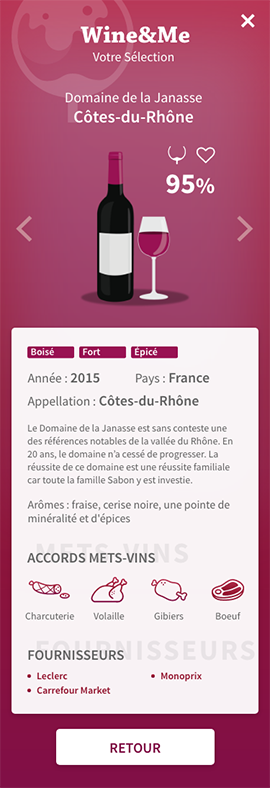 Wine&Me
Votre Sélection
Domaine de la Janasse
Côtes-du-Rhône
95%
Boisé Fort Épicé
Année : 2015 Pays : France
Appellation : Côtes-du-Rhône
Le Domaine de la Janasse est sans conteste une
des références notables de la vallée du Rhône. En
20 ans, le domaine n'a cessé de progresser. La
réussite de ce domaine est une réussite familiale
car toute la famille Sabon y est investie.
Arômes : fraise, cerise noire, une pointe de
minéralité et d'épices
METS-VINS
ACCORDS METS-VINS
Charcuterie Volaille Gibiers Boeuf
FOURNISSEURS
FOURNISSEURS
Leclerc Monoprix
Carrefour Market
RETOUR